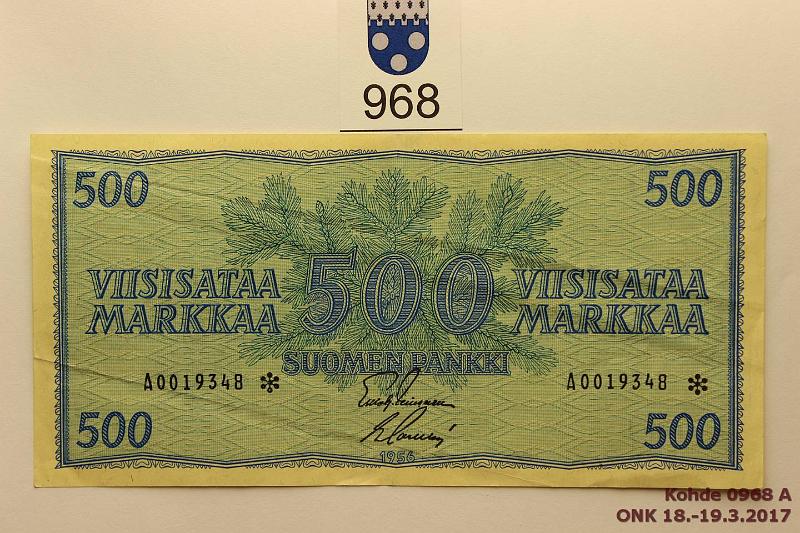 968
500 500
VIISISATAA 500 VIISISATAA
MARKKAA MARKKAA
SUOMEN PANKKI
A0019348 * A0019348 *
500 500
1956
Kohde 0968 A
ONK 18.-19.3.2017